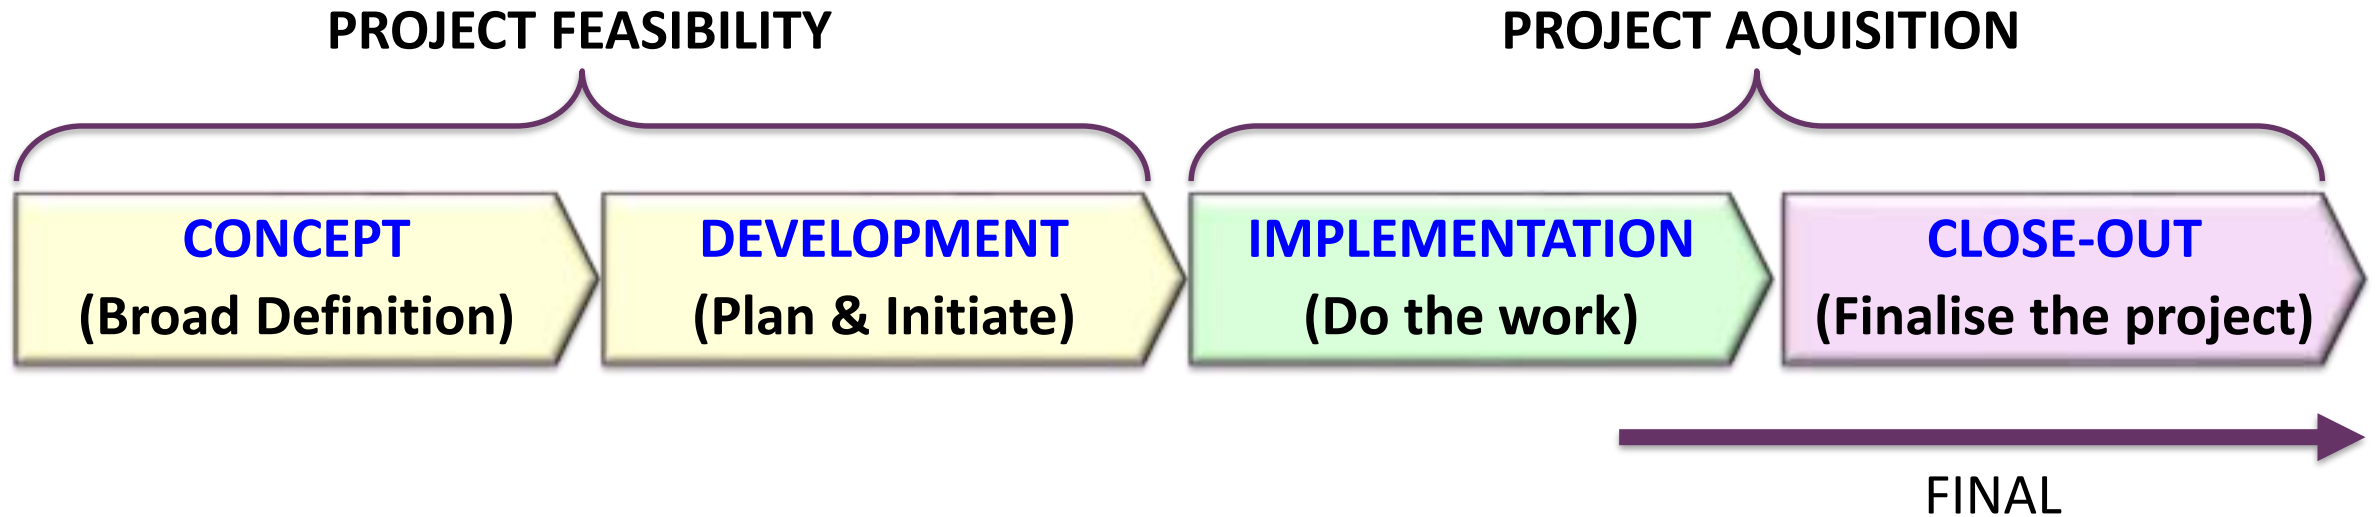 PROJECT FEASIBILITY
PROJECT AQUISITION
CONCEPT
(Broad Definition)
DEVELOPMENT
(Plan & Initiate)
IMPLEMENTATION
(Do the work)
CLOSE-OUT
(Finalise the project)
FINAL